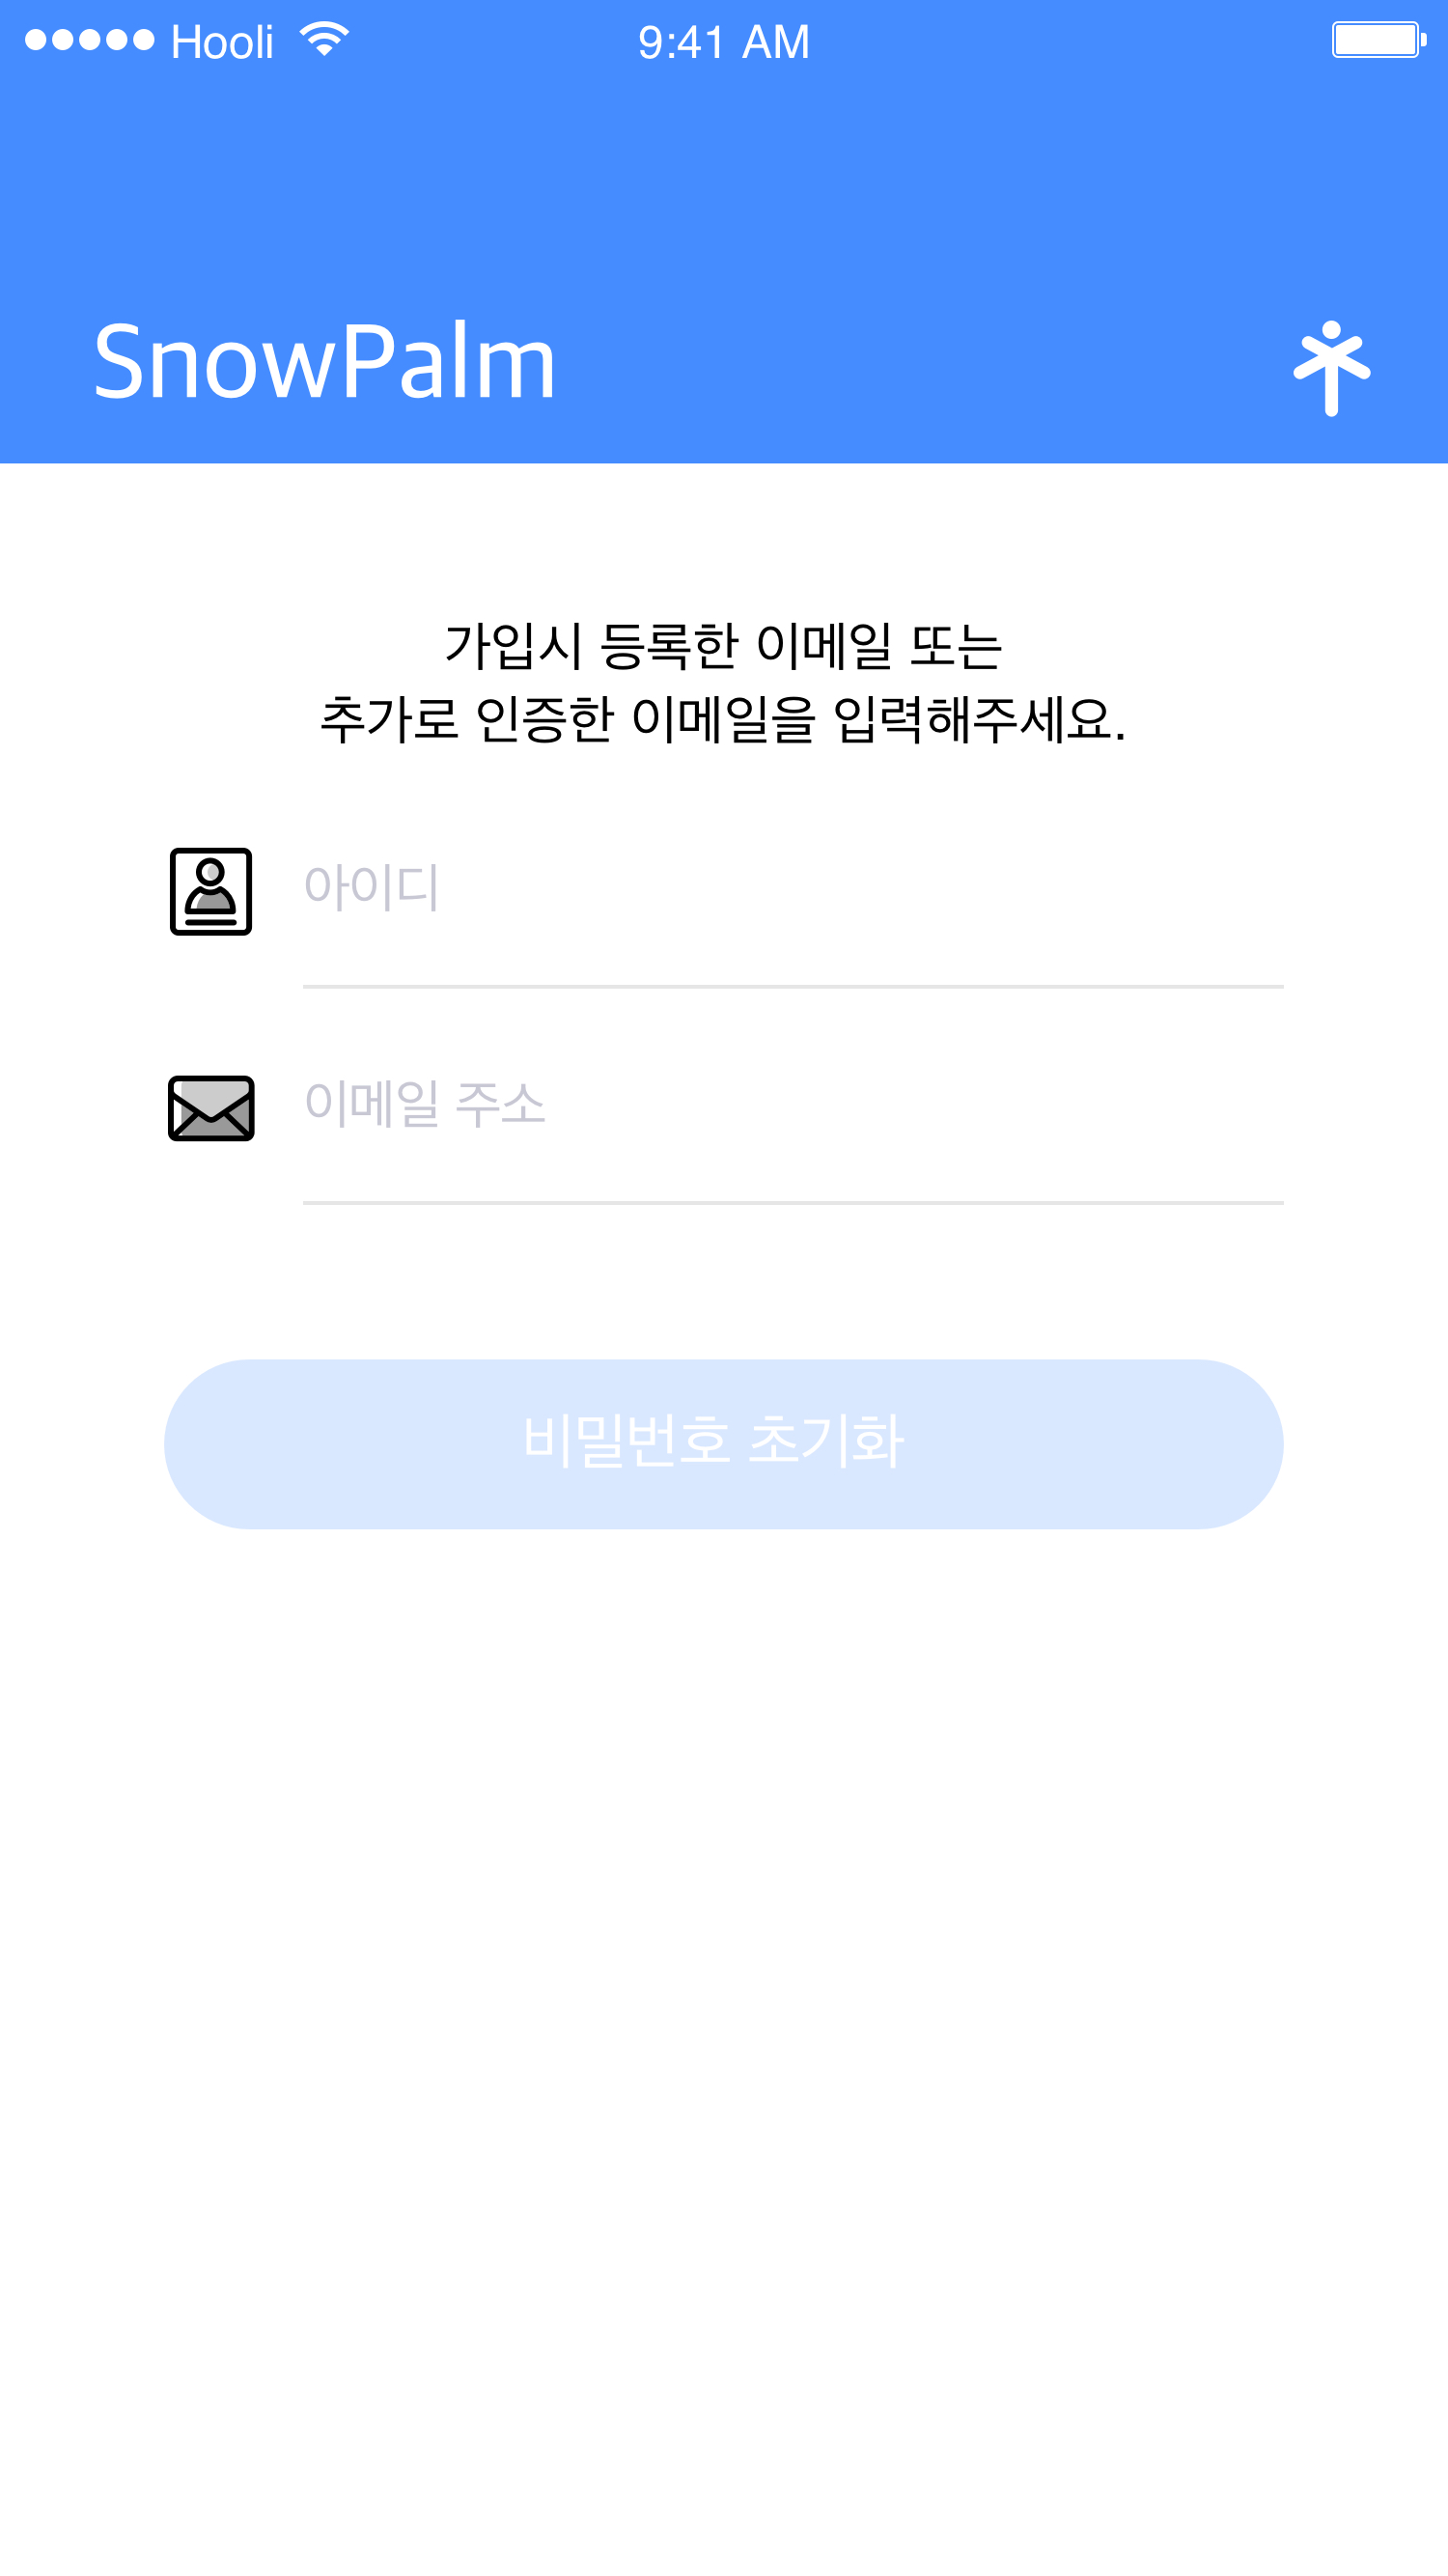 Hooli 9:41 AM
SnowPalm
가입시 등록한 이메일 또는
추가로 인증한 이메일을 입력해주세요.
아이디
이메일 주소
비밀번호 초기화